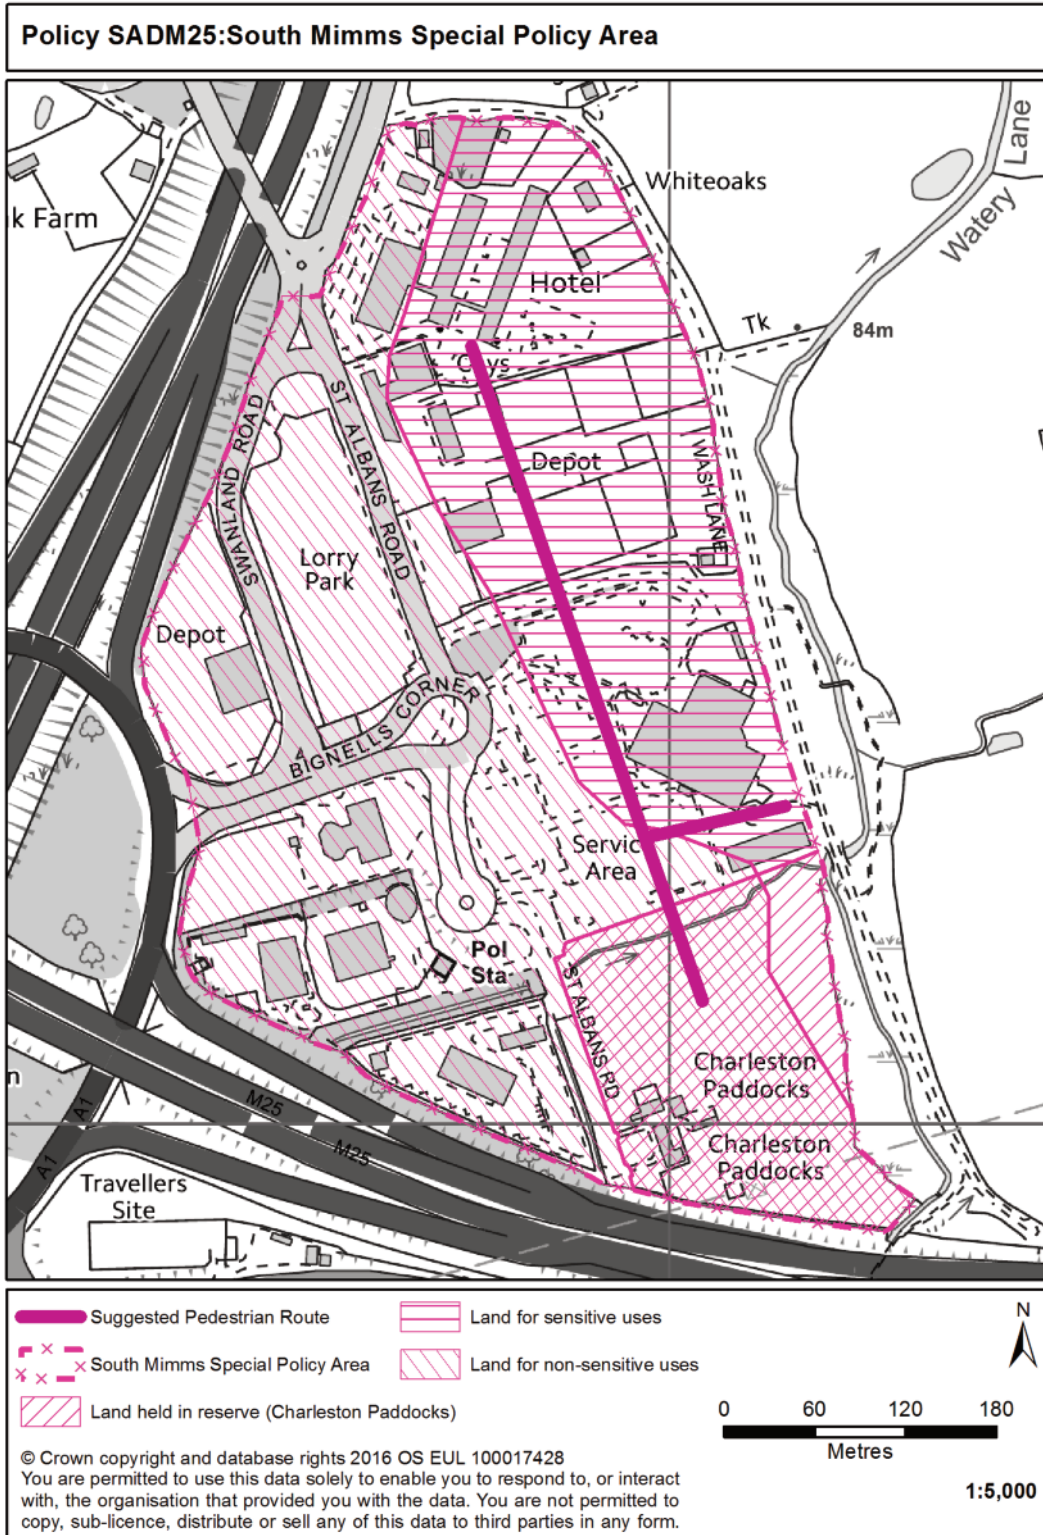 Policy SADM25:South Mimms Special Policy Area
Lane
Watery
Whiteoaks
k Farm
Hotel
Tk
84m
ST ALBANS ROAD
SWANLAND ROAD
Depot
WASH LANE
Lorry
Park
Depot
BIGNELLS CORNER
Servic
Area
Pol
Sta
ST ALBANS RD
Charleston
Paddocks
Charleston
Paddocks
n
A1
A1
M25
M25
Travellers
Site
Suggested Pedestrian Route
Land for sensitive uses
N
South Mimms Special Policy Area
Land for non-sensitive uses
Land held in reserve (Charleston Paddocks)
0 60 120 180
Metres
1:5,000
© Crown copyright and database rights 2016 OS EUL 100017428
You are permitted to use this data solely to enable you to respond to, or interact
with, the organisation that provided you with the data. You are not permitted to
copy, sub-licence, distribute or sell any of this data to third parties in any form.